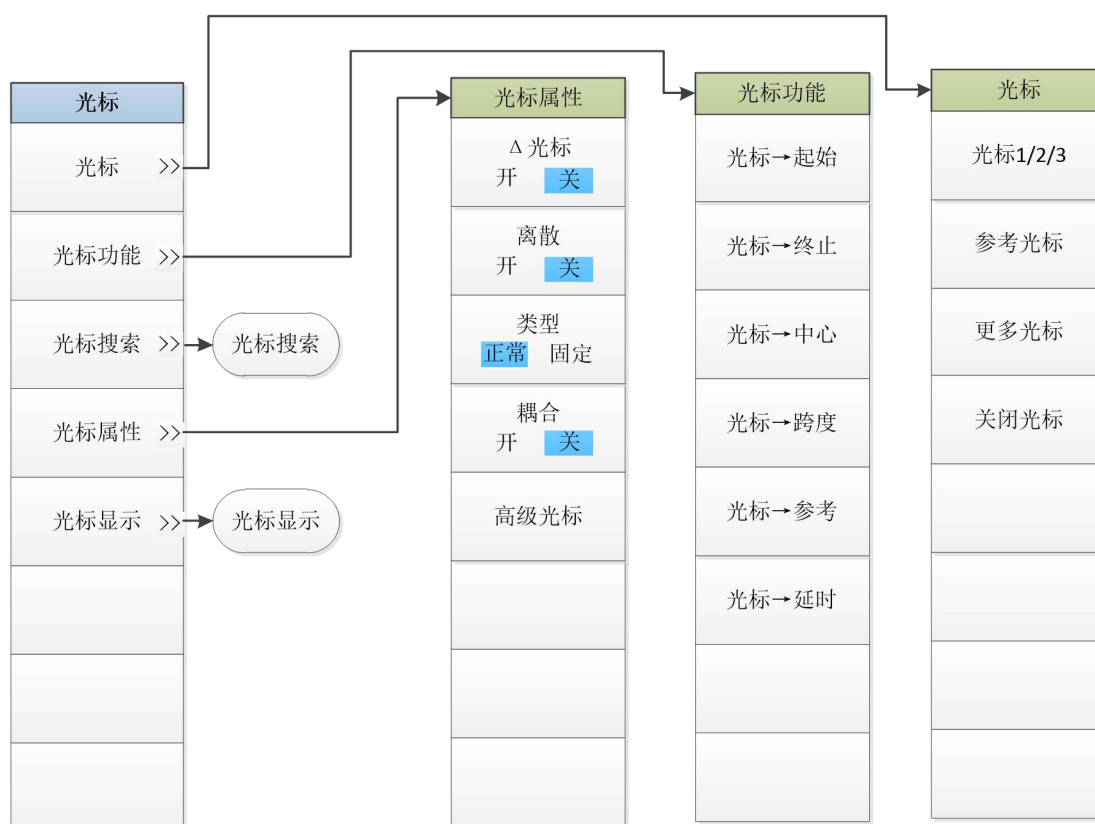 光标
光标 >>
光标功能 >>
光标搜索 >>
光标属性 >>
光标显示 >>
光标搜索
光标显示
光标属性
Δ 光标
开 关
离散
开 关
类型
正常 固定
耦合
开 关
高级光标
光标功能
光标→起始
光标→终止
光标→中心
光标→跨度
光标→参考
光标→延时
光标
光标1/2/3
参考光标
更多光标
关闭光标